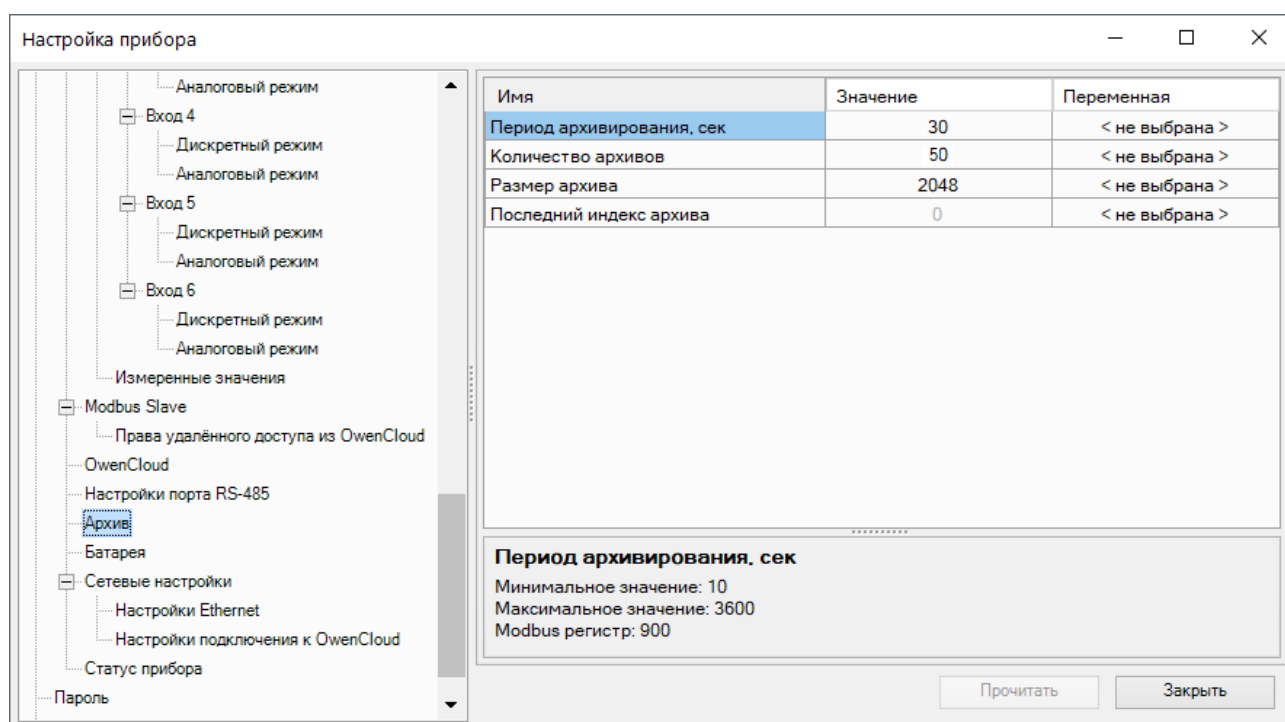 Настройка прибора
Аналоговый режим
Вход 4
Дискретный режим
Аналоговый режим
Вход 5
Дискретный режим
Аналоговый режим
Вход 6
Дискретный режим
Аналоговый режим
Измеренные значения
Modbus Slave
Права удалённого доступа из OwenCloud
OwenCloud
Настройки порта RS-485
Архив
Батарея
Сетевые настройки
Настройки Ethernet
Настройки подключения к OwenCloud
Статус прибора
Пароль
Имя Значение Переменная
Период архивирования, сек 30 < не выбрана >
Количество архивов 50 < не выбрана >
Размер архива 2048 < не выбрана >
Последний индекс архива 0 < не выбрана >
Период архивирования, сек
Минимальное значение: 10
Максимальное значение: 3600
Modbus регистр: 900
Прочитать Закрыть